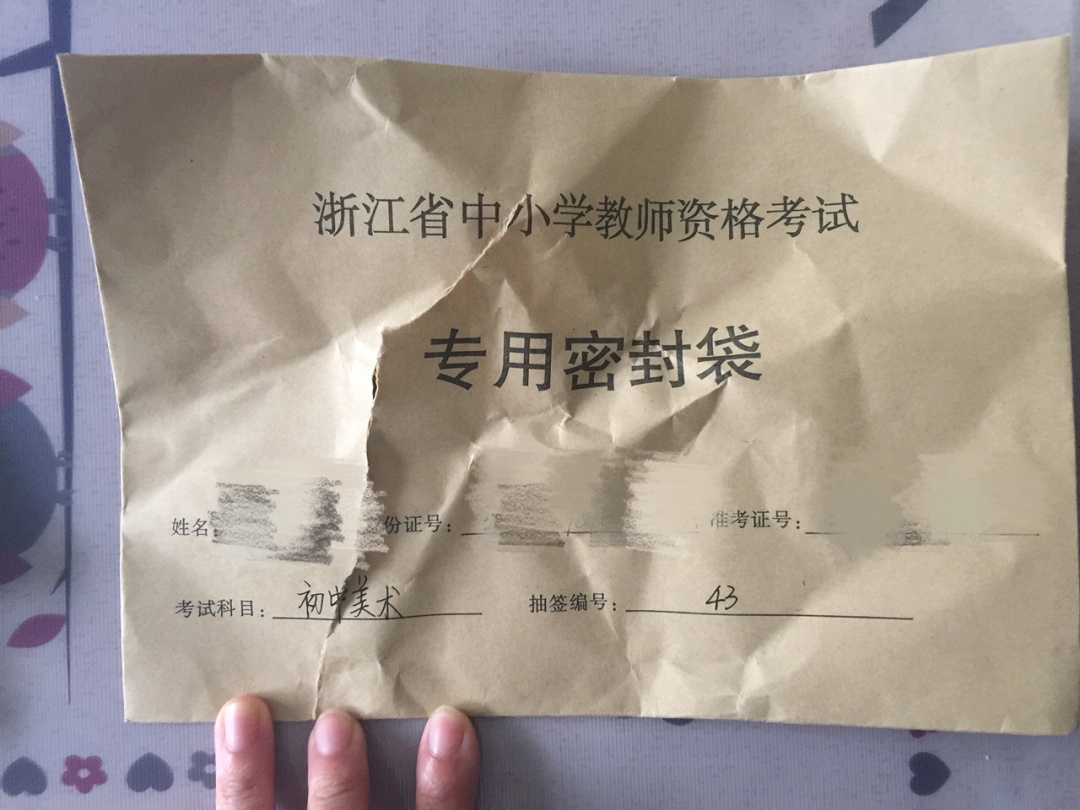 浙江省中小学教师资格考试
专用密封袋
姓名: 份证号: 准考证号:
考试科目: 初中美术 抽签编号: 43